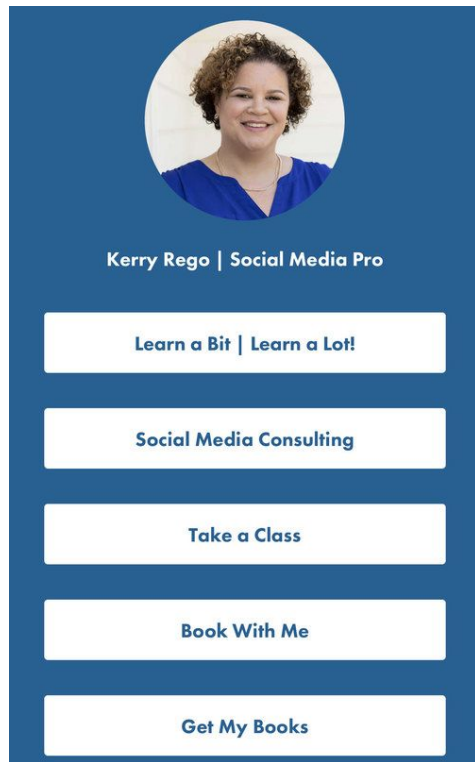 Kerry Rego | Social Media Pro
Learn a Bit | Learn a Lot!
Social Media Consulting
Take a Class
Book With Me
Get My Books